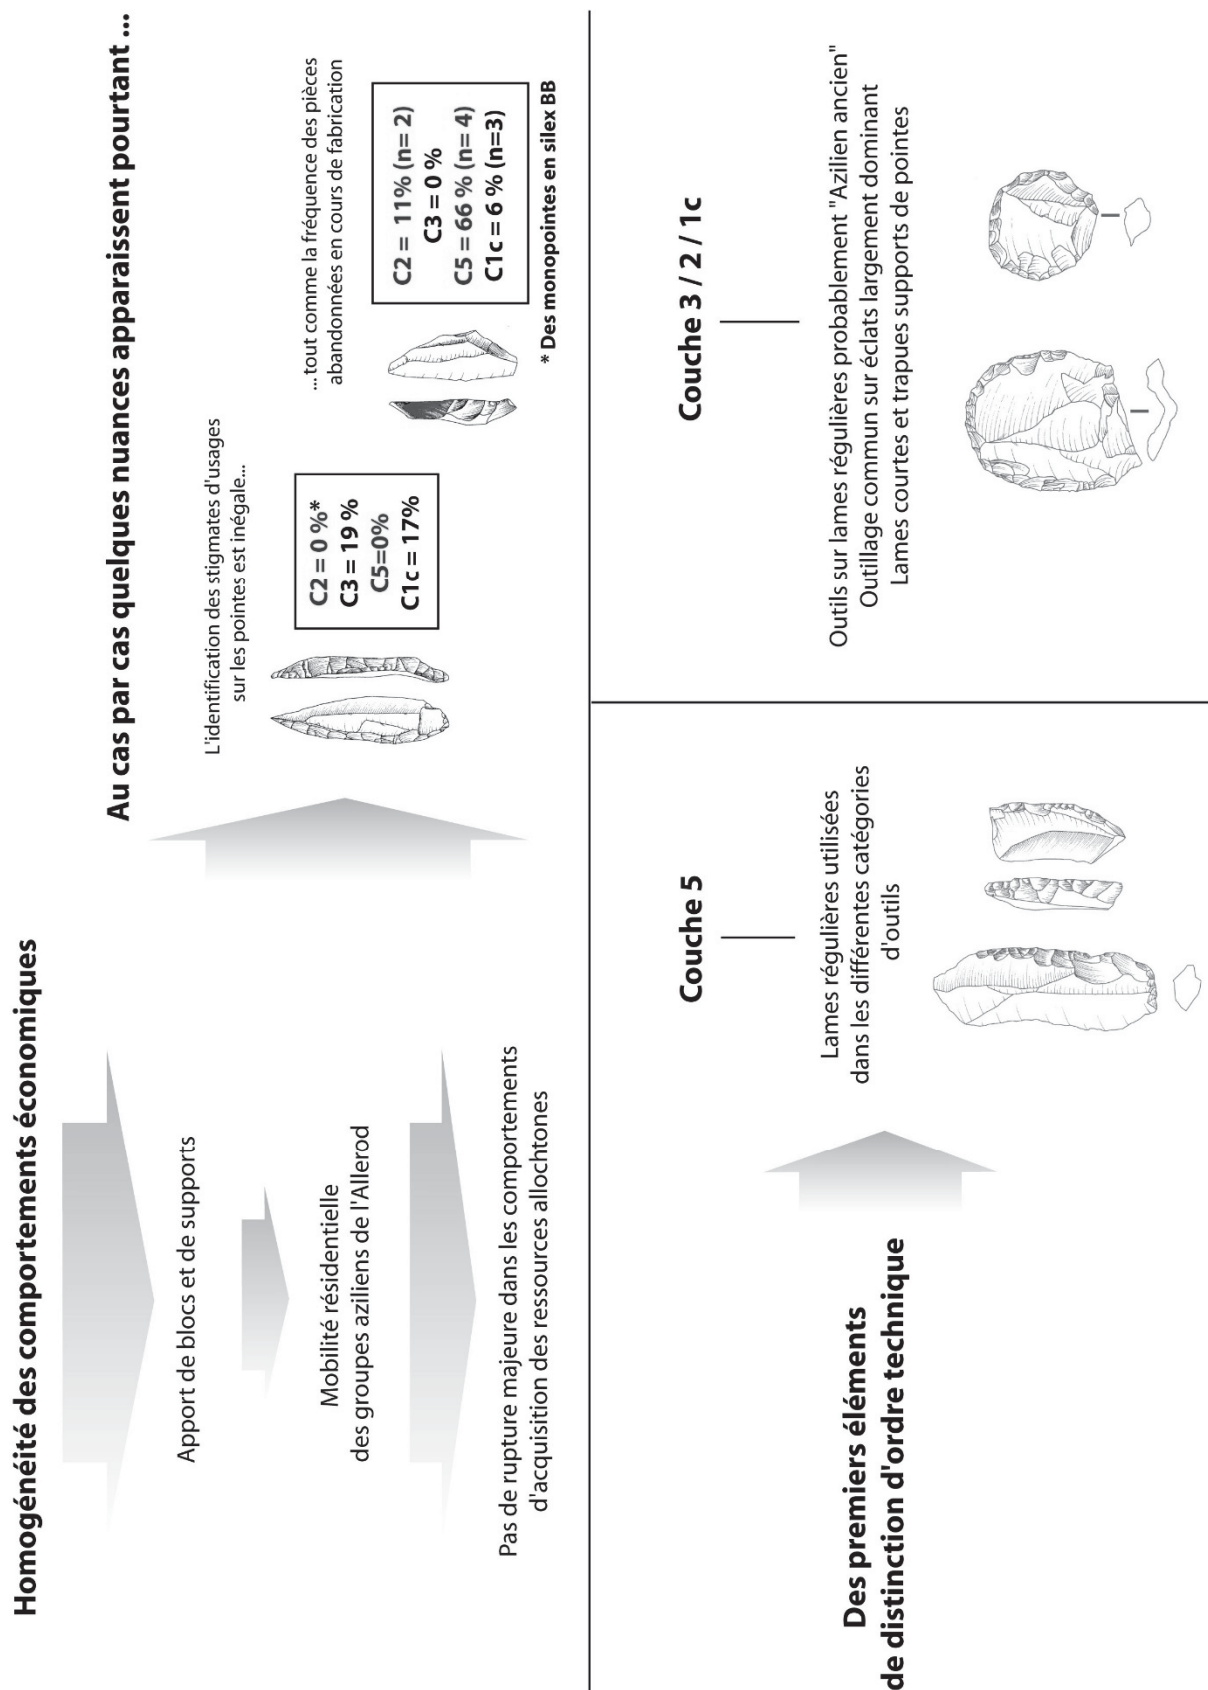 Homogénéité des comportements économiques
Apport de blocs et de supports
Mobilité résidentielle
des groupes aziliens de l'Allerod
Pas de rupture majeure dans les comportements
d'acquisition des ressources allochtones
Au cas par cas quelques nuances apparaissent pourtant ...
L'identification des stigmates d'usages
sur les pointes est inégale...
C2 = 0 %*
C3 = 19 %
C5=0%
C1c = 17%
...tout comme la fréquence des pièces
abandonnées en cours de fabrication
C2 = 11% (n= 2)
C3 = 0 %
C5 = 66 % (n= 4)
C1c = 6 % (n=3)
* Des monopointes en silex BB
Des premiers éléments
de distinction d'ordre technique
Couche 5
Lames régulières utilisées
dans les différentes catégories
d'outils
Couche 3 / 2 / 1c
Outils sur lames régulières probablement "Azilien ancien"
Outillage commun sur éclats largement dominant
Lames courtes et trapues supports de pointes